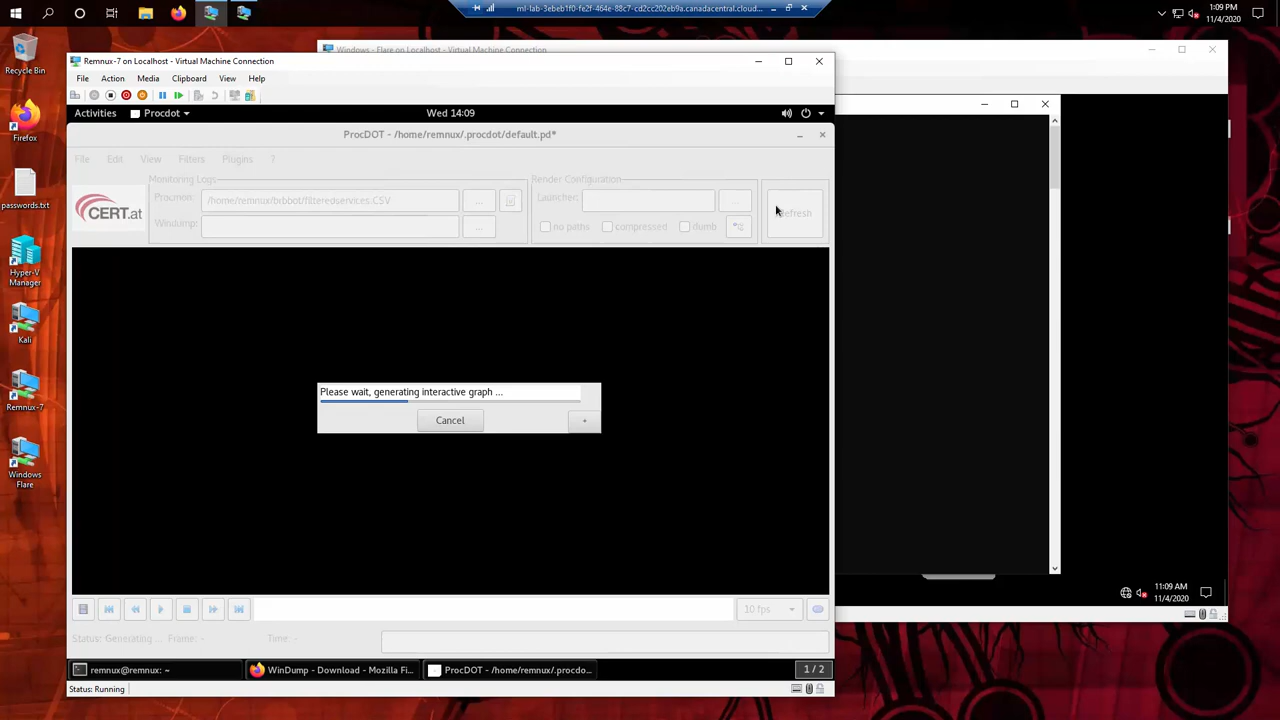 ml-lab-3ebeb1f0-fe2f-464e-88c7-cd2cc202eb9a.canadacentral.cloud...
1:09 PM
11/4/2020
Recycle Bin
Firefox
passwords.txt
Hyper-V
Manager
Kali
Remnux-7
Windows
Flare
Windows - Flare on Localhost - Virtual Machine Connection
Remnux-7 on Localhost - Virtual Machine Connection
File Action Media Clipboard View Help
Activities Procdot Wed 14:09
ProcDOT - /home/remnux/.procdot/default.pd*
File Edit View Filters Plugins ?
Monitoring Logs Render Configuration
Procmon: /home/remnux/brbbot/filteredservices.CSV ... Launcher: ... Refresh
Windump: ... no paths compressed dumb
Please wait, generating interactive graph ...
Cancel +
10 fps
Status: Generating ... Frame: - Time: -
remnux@remnux: ~ WinDump - Download - Mozilla Fi... ProcDOT - /home/remnux/.procdo... 1 / 2
Status: Running
11:09 AM
11/4/2020